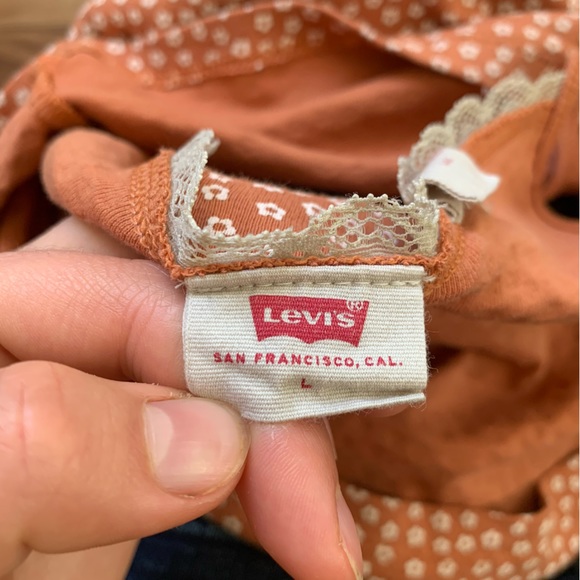 Levi's®
SAN FRANCISCO, CAL.
L